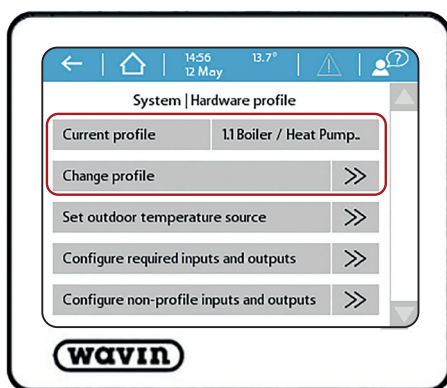 14:56 13.7°
12 May
?
System | Hardware profile
Current profile 1.1 Boiler / Heat Pump..
Change profile
Set outdoor temperature source
Configure required inputs and outputs
Configure non-profile inputs and outputs
wavin